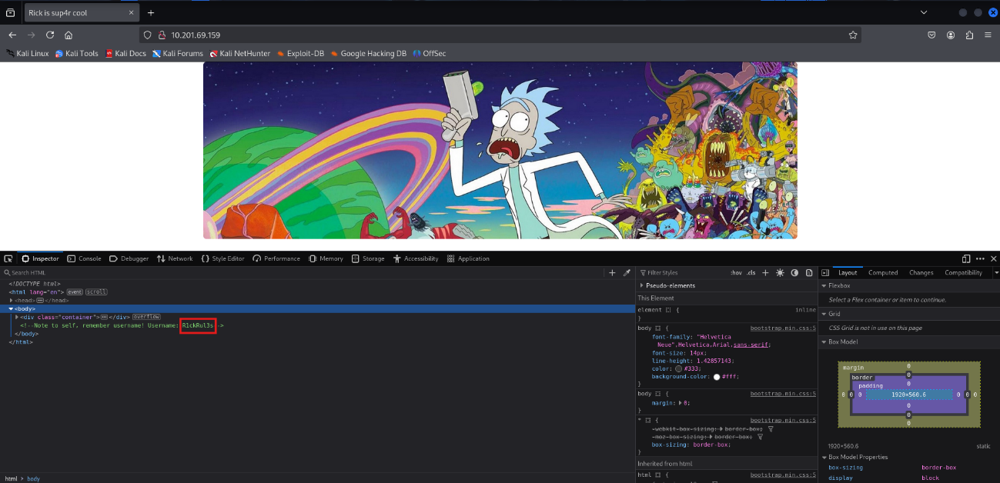 Rick is sup4r cool
10.201.69.159
Kali Linux Kali Tools Kali Docs Kali Forums Kali NetHunter Exploit-DB Google Hacking DB OffSec
Inspector Console Debugger Network Style Editor Performance Memory Storage Accessibility Application
Search HTML
<!DOCTYPE html>
<html lang="en"> event scroll
<head> </head>
<body>
<div class="container"> </div> overflow
<!--Note to self, remember username! Username: R1ckRul3s -->
</body>
</html>
html > body
Filter Styles :hov .cls
Pseudo-elements
This Element
element { inline
}
body { bootstrap.min.css:5
font-family: "Helvetica
Neue",Helvetica,Arial,sans-serif;
font-size: 14px;
line-height: 1.42857143;
color: #333;
background-color: #fff;
}
body { bootstrap.min.css:5
margin: 0;
}
* { bootstrap.min.css:5
-webkit-box-sizing: border-box;
-moz-box-sizing: border-box;
box-sizing: border-box;
}
Inherited from html
html { bootstrap.min.css:5
Layout Computed Changes Compatibility
Flexbox
Select a Flex container or item to continue.
Grid
CSS Grid is not in use on this page
Box Model
margin 0
border 0
padding 0
0 0 0 1920×560.6 0 0 0
0
0
0
1920×560.6 static
Box Model Properties
box-sizing border-box
display block